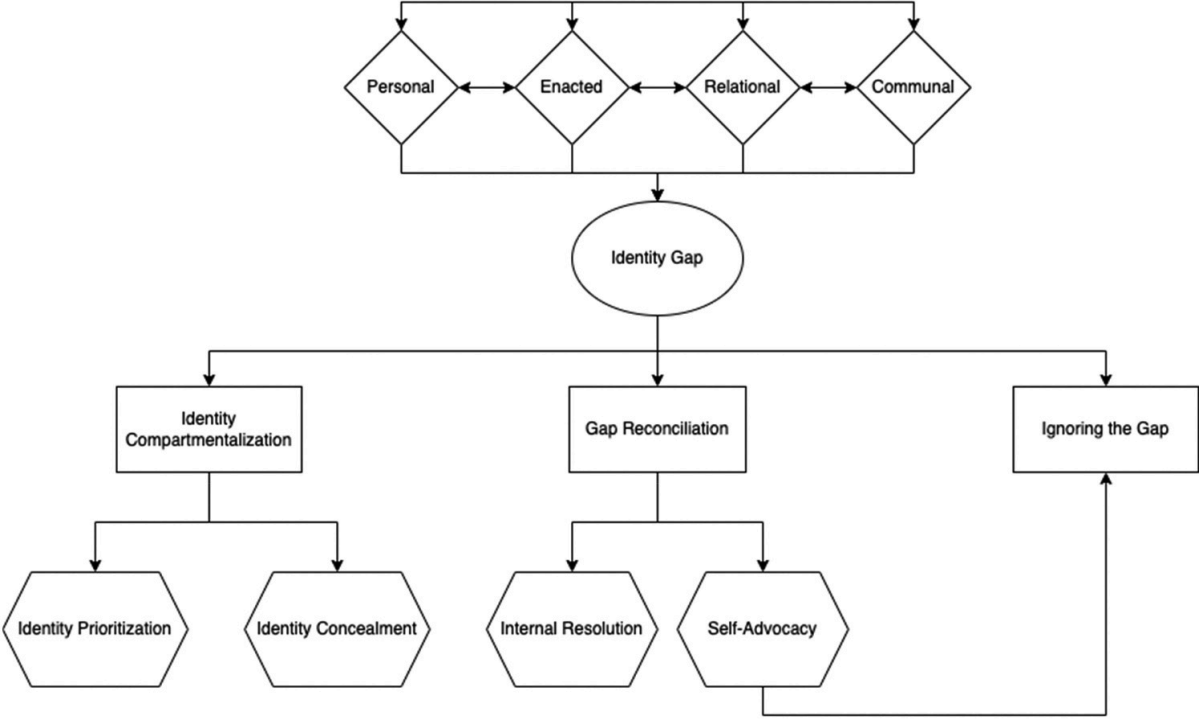 Personal
Enacted
Relational
Communal
Identity Gap
Identity
Compartmentalization
Gap Reconciliation
Ignoring the Gap
Identity Prioritization
Identity Concealment
Internal Resolution
Self-Advocacy